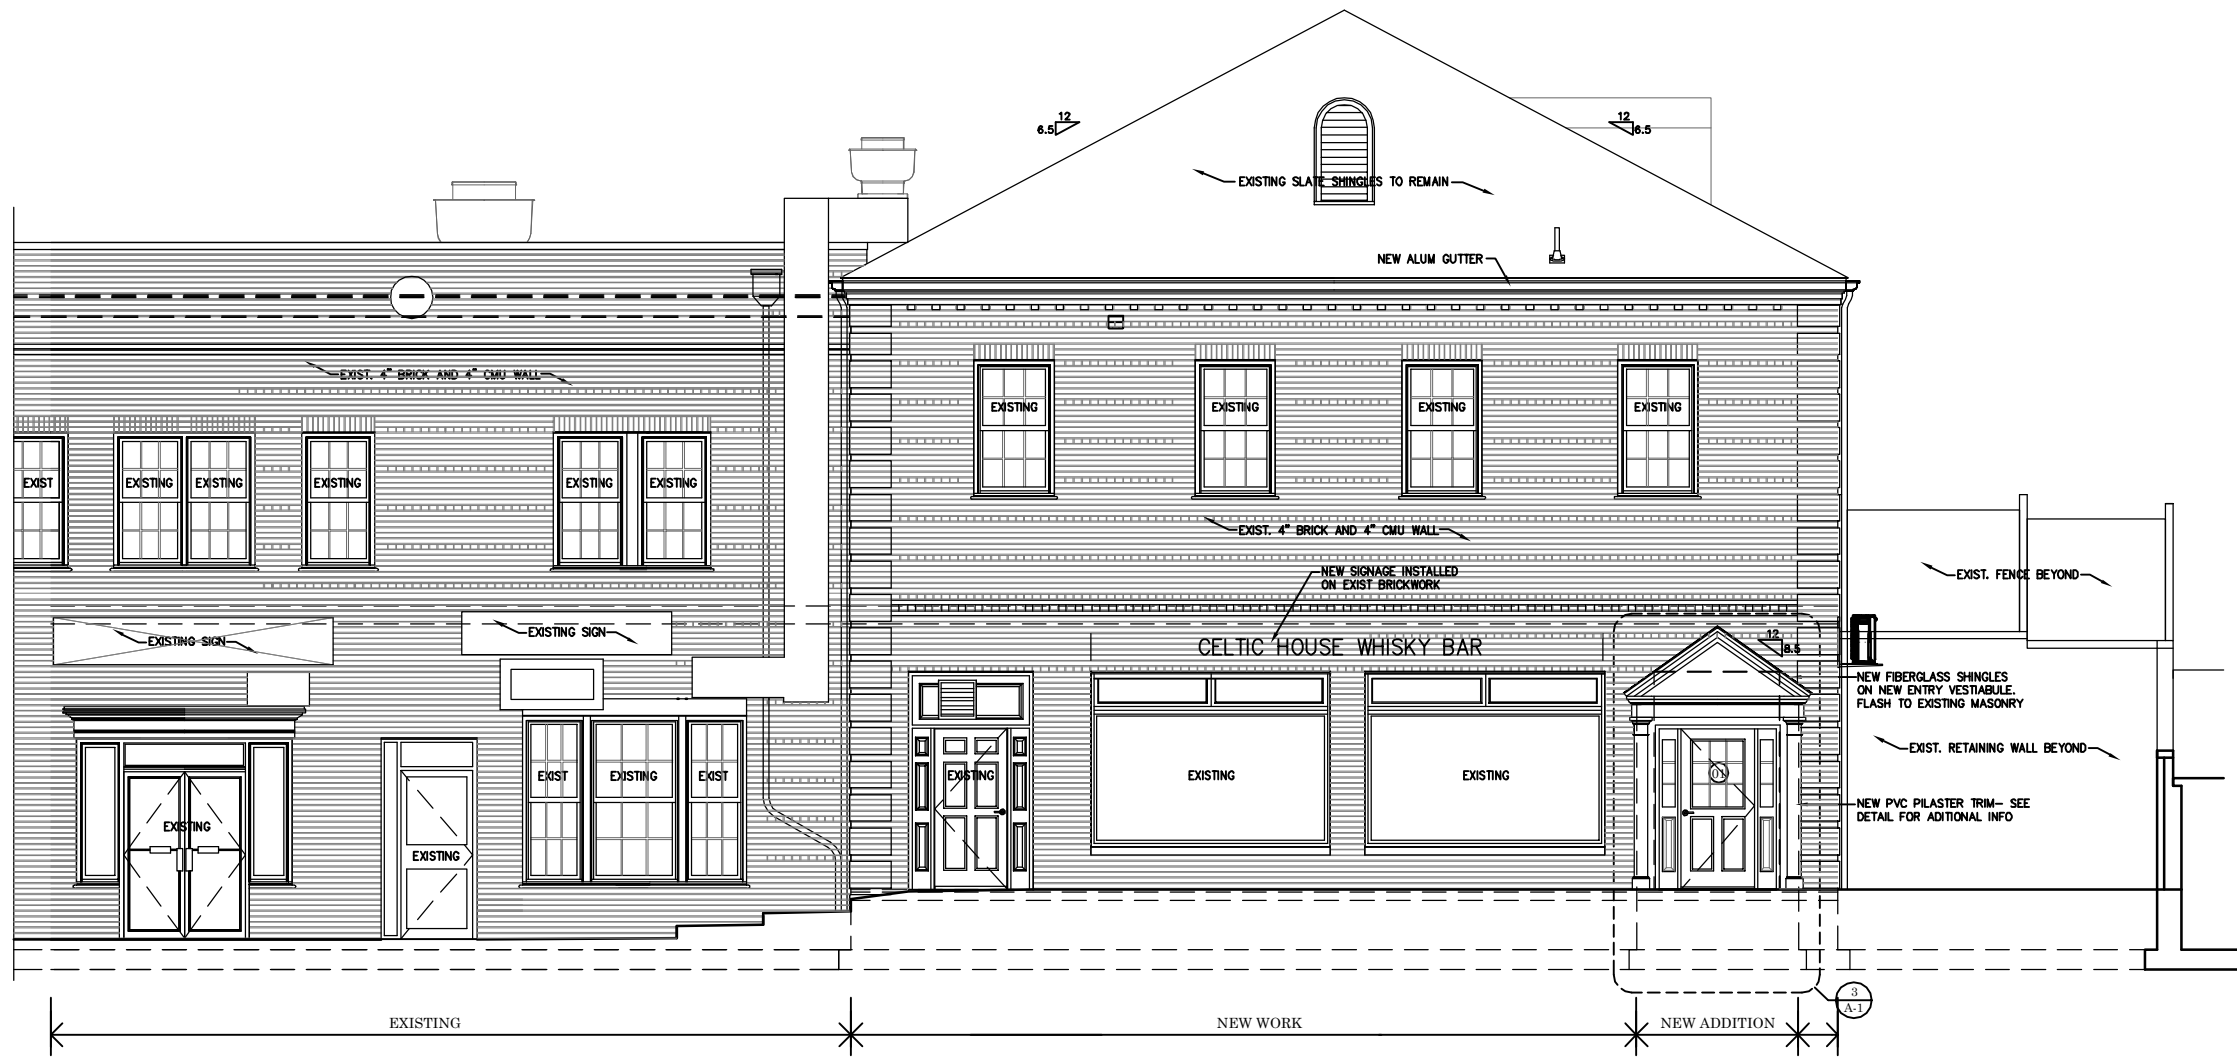 12
6.5
12
6.5
EXISTING SLATE SHINGLES TO REMAIN
NEW ALUM GUTTER
EXIST. 4" BRICK AND 4" CMU WALL
EXISTING
EXISTING
EXISTING
EXISTING
EXIST
EXISTING
EXISTING
EXISTING
EXISTING
EXISTING
EXIST. 4" BRICK AND 4" CMU WALL
NEW SIGNAGE INSTALLED
ON EXIST BRICKWORK
EXIST. FENCE BEYOND
EXISTING SIGN
EXISTING SIGN
CELTIC HOUSE WHISKY BAR
12
8.5
NEW FIBERGLASS SHINGLES
ON NEW ENTRY VESTIABULE.
FLASH TO EXISTING MASONRY
EXIST. RETAINING WALL BEYOND
EXIST
EXISTING
EXIST
EXISTING
EXISTING
EXISTING
01
NEW PVC PILASTER TRIM- SEE
DETAIL FOR ADITIONAL INFO
EXISTING
EXISTING
3
A-1
EXISTING
NEW WORK
NEW ADDITION